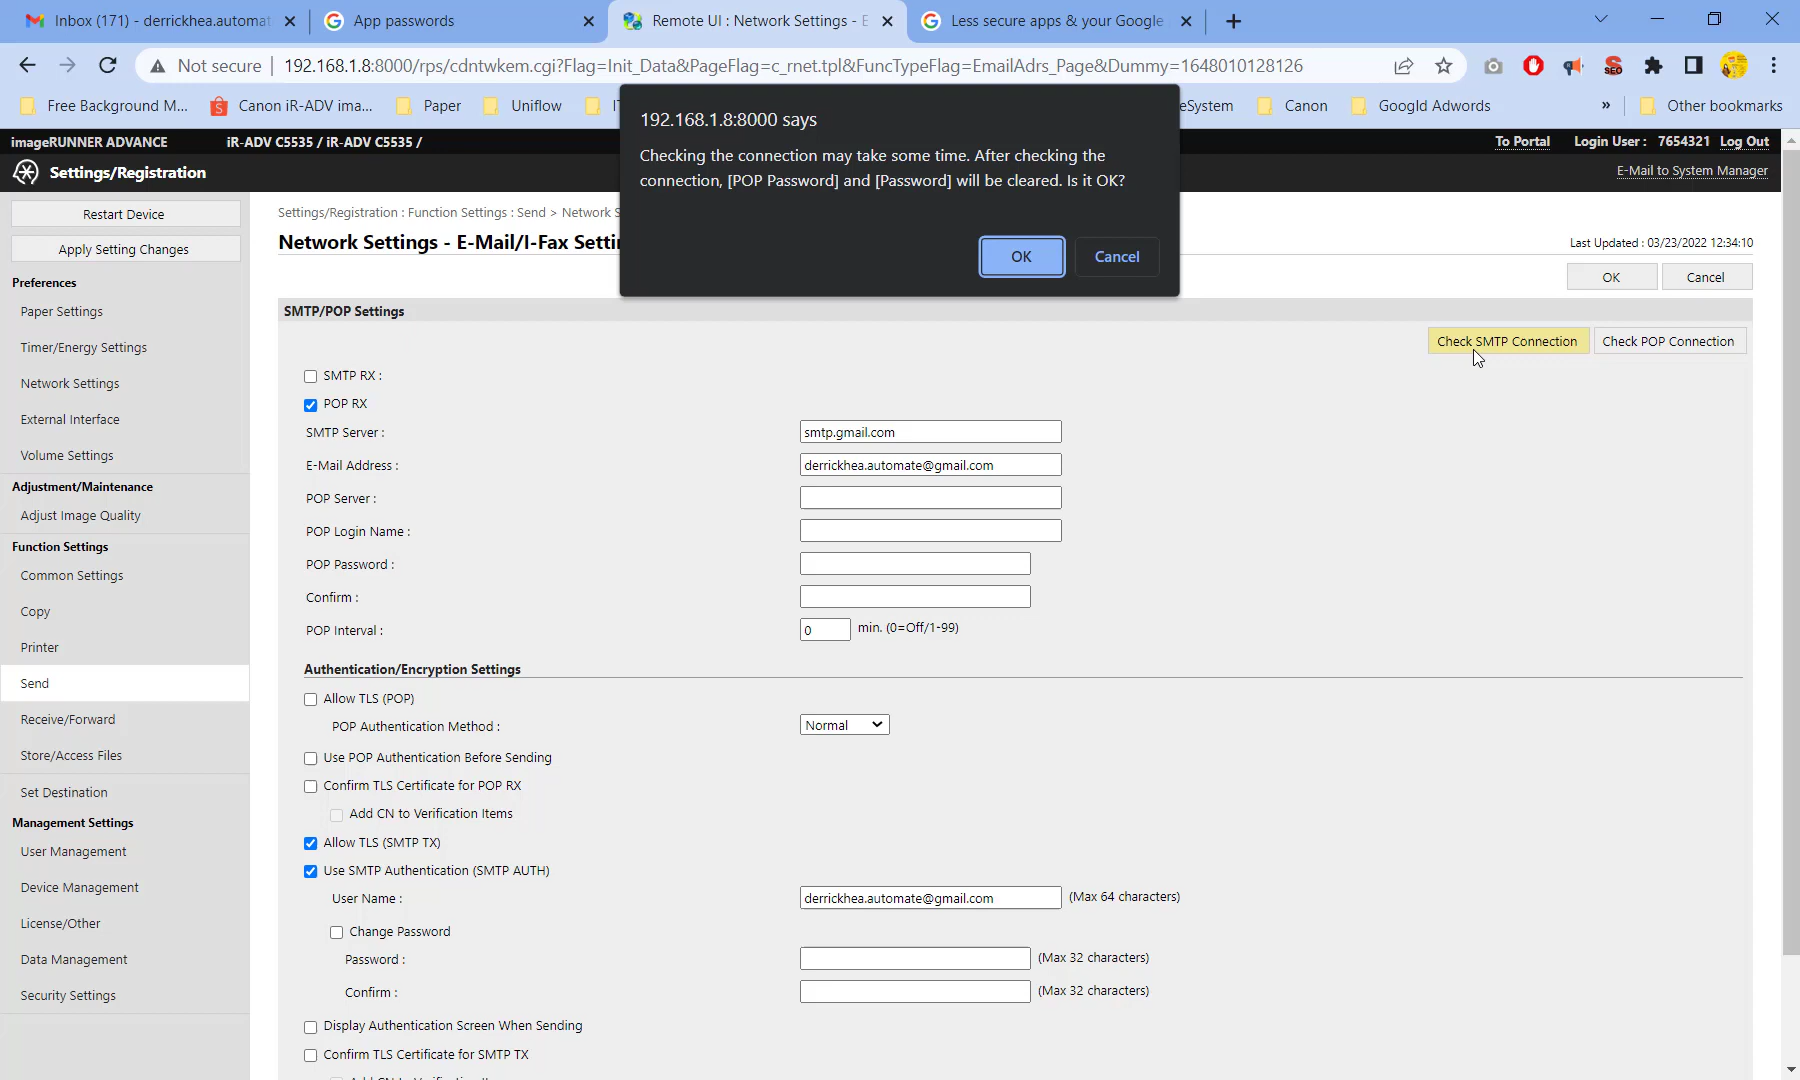 Inbox (171) - derrickhea.automat
App passwords
Remote UI : Network Settings - E
Less secure apps & your Google
Not secure
192.168.1.8:8000/rps/cdntwkem.cgi?Flag=Init_Data&PageFlag=c_rnet.tpl&FuncTypeFlag=EmailAdrs_Page&Dummy=1648010128126
SEO
Free Background M...
Canon iR-ADV ima...
Paper
Uniflow
eSystem
Canon
Googld Adwords
»
Other bookmarks
192.168.1.8:8000 says
Checking the connection may take some time. After checking the
connection, [POP Password] and [Password] will be cleared. Is it OK?
OK
Cancel
imageRUNNER ADVANCE
iR-ADV C5535 / iR-ADV C5535 /
To Portal
Login User : 7654321
Log Out
Settings/Registration
E-Mail to System Manager
Restart Device
Apply Setting Changes
Preferences
Paper Settings
Timer/Energy Settings
Network Settings
External Interface
Volume Settings
Adjustment/Maintenance
Adjust Image Quality
Function Settings
Common Settings
Copy
Printer
Send
Receive/Forward
Store/Access Files
Set Destination
Management Settings
User Management
Device Management
License/Other
Data Management
Security Settings
Settings/Registration : Function Settings : Send > Network S
Network Settings - E-Mail/I-Fax Setti
Last Updated : 03/23/2022 12:34:10
OK
Cancel
SMTP/POP Settings
Check SMTP Connection
Check POP Connection
SMTP RX :
POP RX
SMTP Server :
smtp.gmail.com
E-Mail Address :
derrickhea.automate@gmail.com
POP Server :
POP Login Name :
POP Password :
Confirm :
POP Interval :
0
min. (0=Off/1-99)
Authentication/Encryption Settings
Allow TLS (POP)
POP Authentication Method :
Normal
Use POP Authentication Before Sending
Confirm TLS Certificate for POP RX
Add CN to Verification Items
Allow TLS (SMTP TX)
Use SMTP Authentication (SMTP AUTH)
User Name :
derrickhea.automate@gmail.com
(Max 64 characters)
Change Password
Password :
(Max 32 characters)
Confirm :
(Max 32 characters)
Display Authentication Screen When Sending
Confirm TLS Certificate for SMTP TX